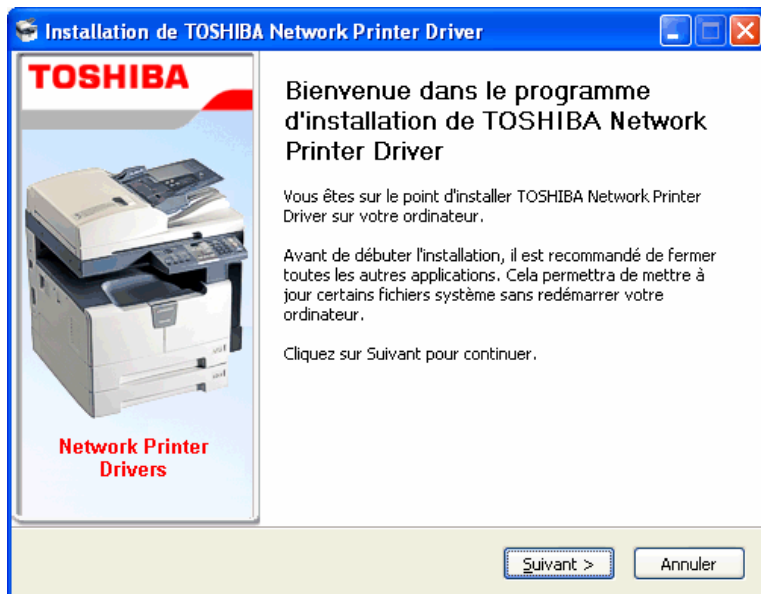 Installation de TOSHIBA Network Printer Driver
TOSHIBA
Bienvenue dans le programme
d'installation de TOSHIBA Network
Printer Driver
Vous êtes sur le point d'installer TOSHIBA Network Printer
Driver sur votre ordinateur.
Avant de débuter l'installation, il est recommandé de fermer
toutes les autres applications. Cela permettra de mettre à
jour certains fichiers système sans redémarrer votre
ordinateur.
Cliquez sur Suivant pour continuer.
Network Printer
Drivers
Suivant >
Annuler